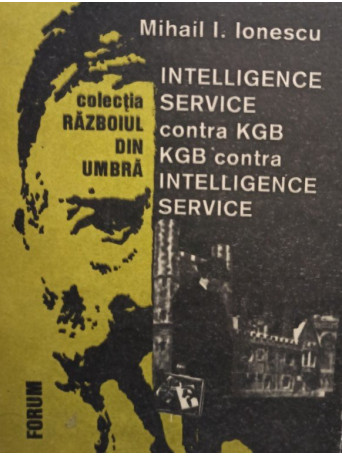 Mihail I. Ionescu
INTELLIGENCE
SERVICE
contra KGB
KGB contra
INTELLIGENCE
SERVICE
colecția
RĂZBOIUL
DIN
UMBRĂ
FORUM